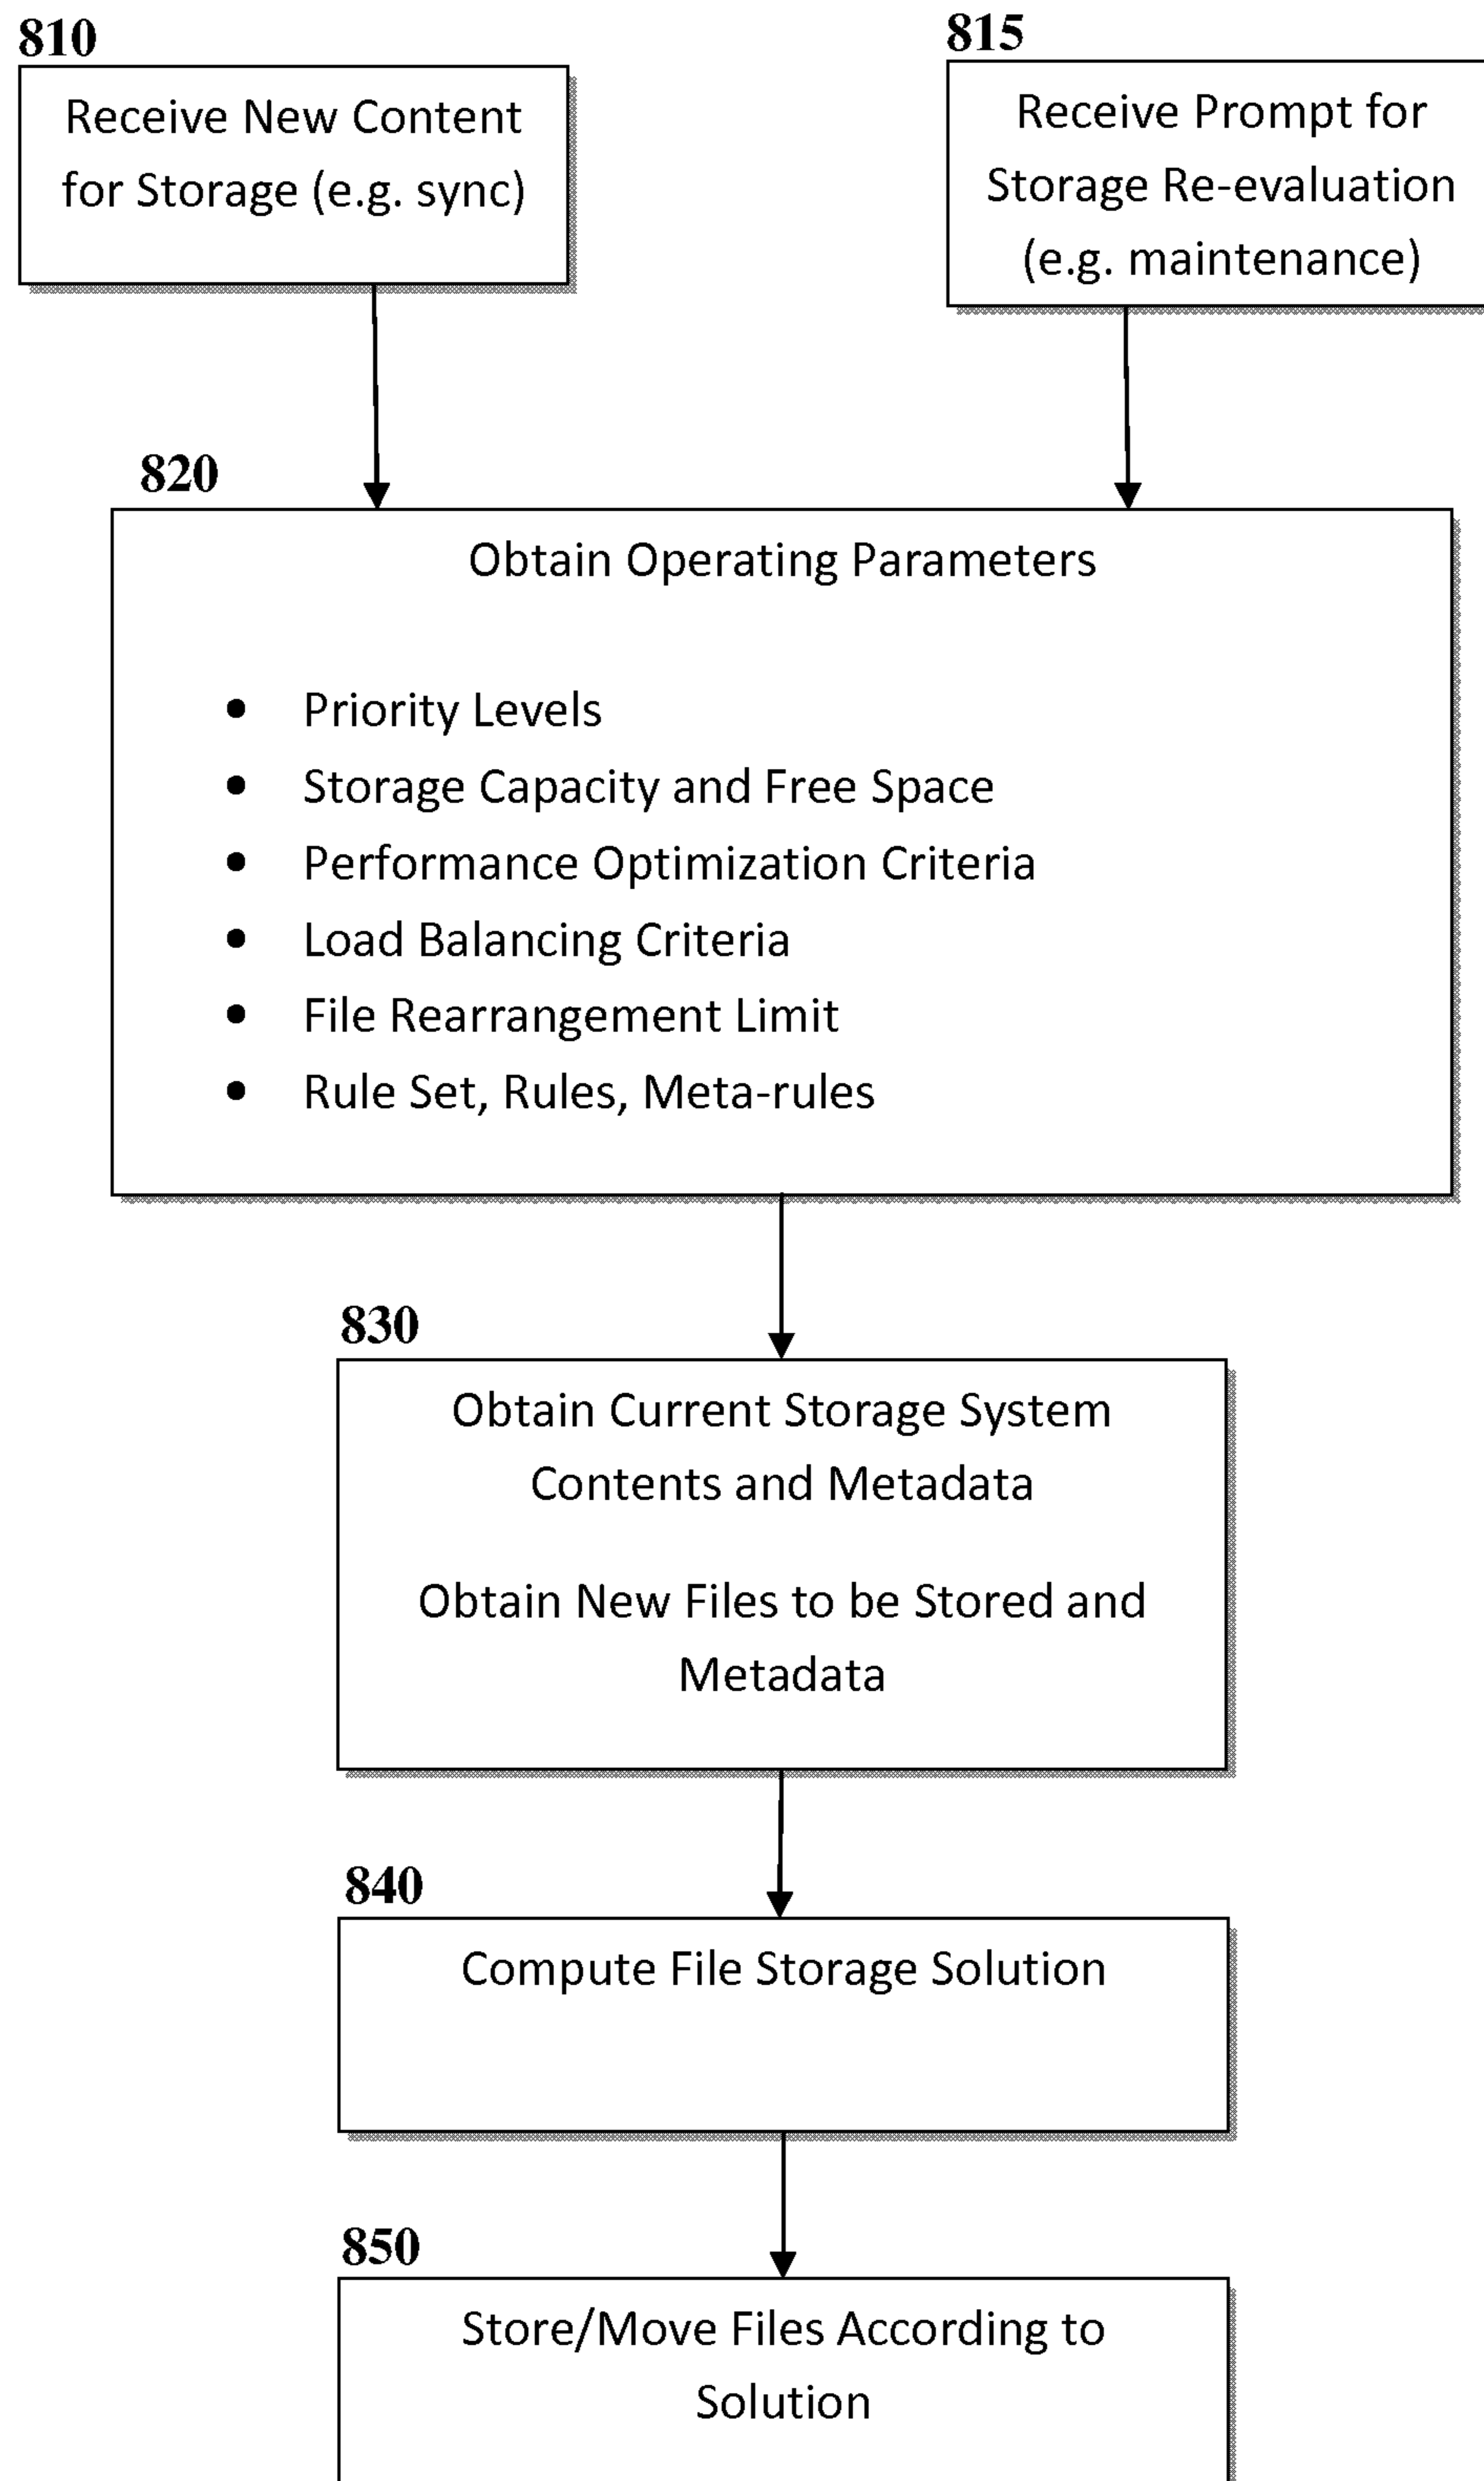 810
Receive New Content
for Storage (e.g. sync)
815
Receive Prompt for
Storage Re-evaluation
(e.g. maintenance)
820
Obtain Operating Parameters
• Priority Levels
• Storage Capacity and Free Space
• Performance Optimization Criteria
• Load Balancing Criteria
• File Rearrangement Limit
• Rule Set, Rules, Meta-rules
830
Obtain Current Storage System
Contents and Metadata
Obtain New Files to be Stored and
Metadata
840
Compute File Storage Solution
850
Store/Move Files According to
Solution